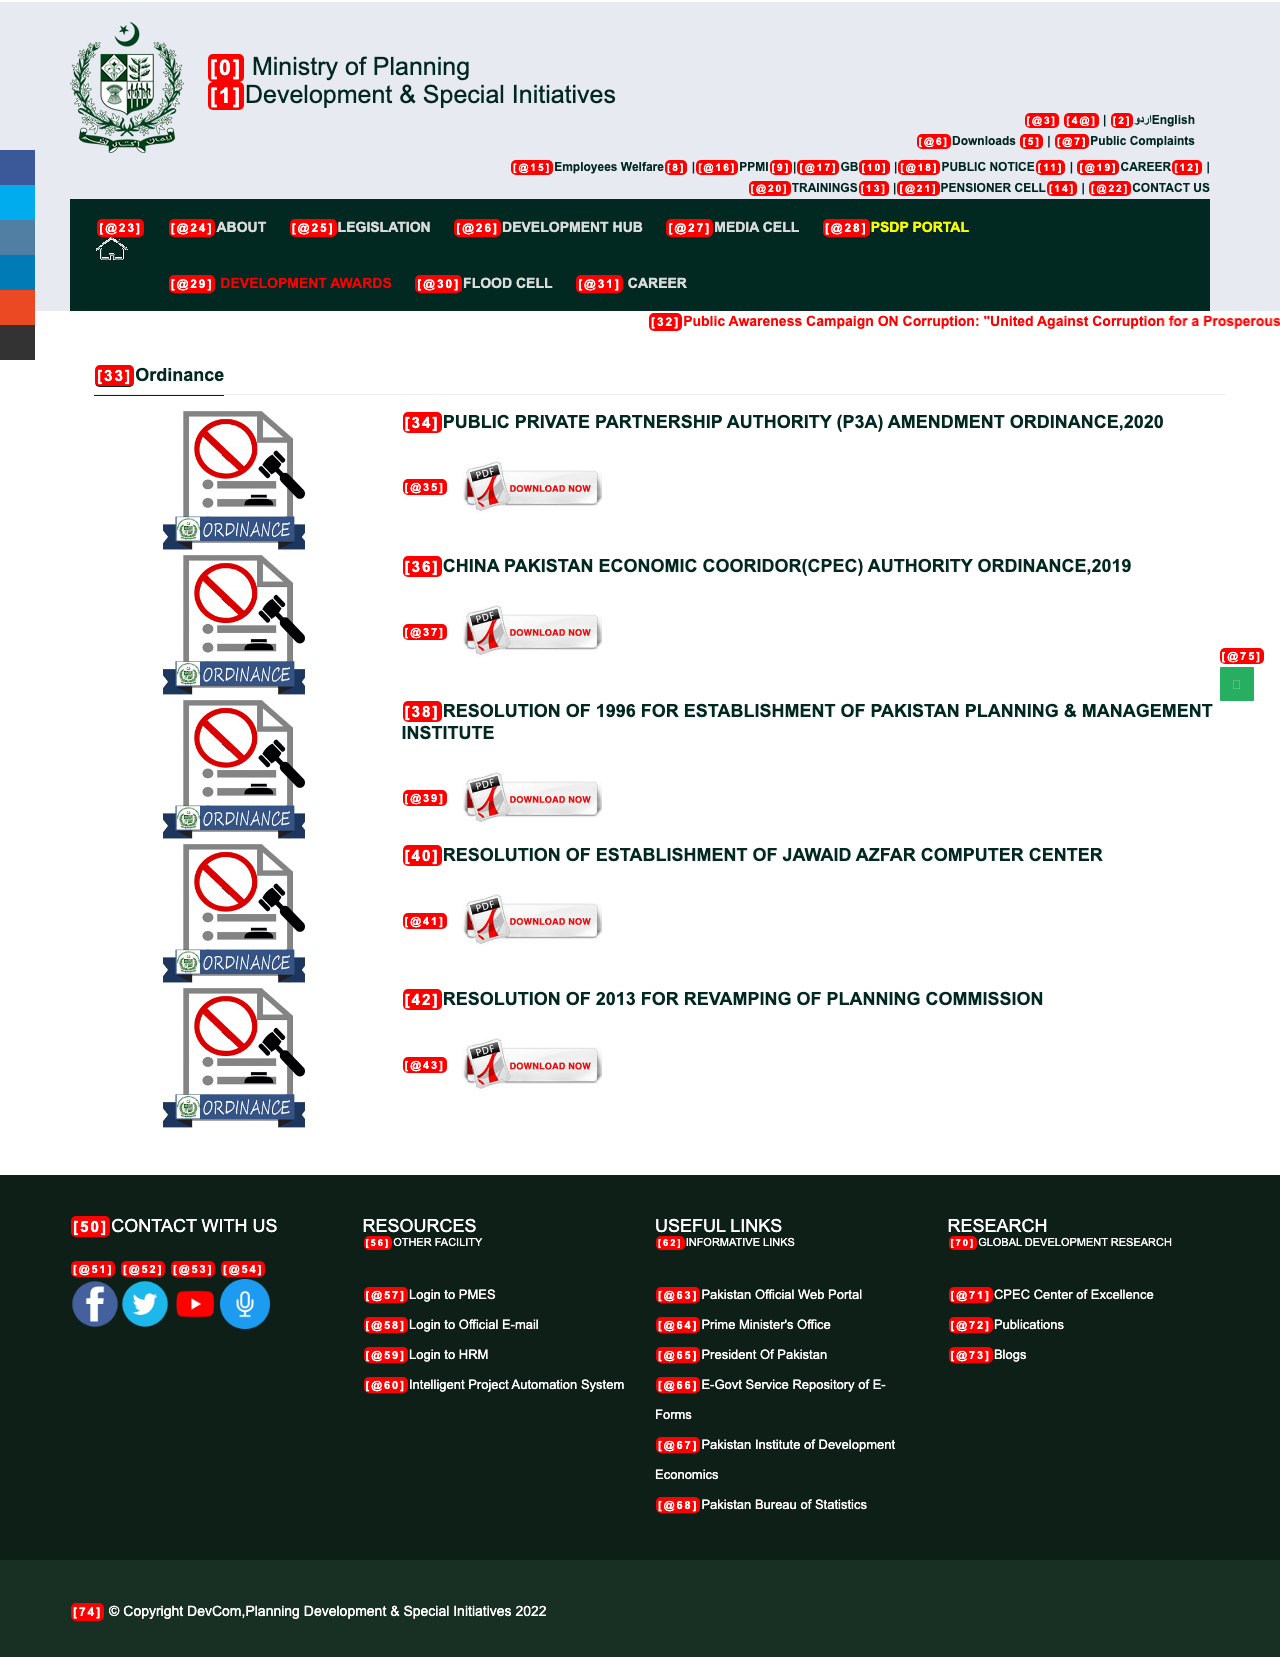 [0] Ministry of Planning
[1]Development & Special Initiatives
[@3] [4@] | [2]اردوEnglish
[@6]Downloads [5] | [@7]Public Complaints
[@15]Employees Welfare[8] |[@16]PPMI[9]|[@17]GB[10] |[@18]PUBLIC NOTICE[11] | [@19]CAREER[12] |
[@20]TRAININGS[13] |[@21]PENSIONER CELL[14] | [@22]CONTACT US
[@23] [@24]ABOUT [@25]LEGISLATION [@26]DEVELOPMENT HUB [@27]MEDIA CELL [@28]PSDP PORTAL
[@29] DEVELOPMENT AWARDS [@30]FLOOD CELL [@31] CAREER
[32]Public Awareness Campaign ON Corruption: "United Against Corruption for a Prosperous
[33]Ordinance
[34]PUBLIC PRIVATE PARTNERSHIP AUTHORITY (P3A) AMENDMENT ORDINANCE,2020
[@35] PDF DOWNLOAD NOW
ORDINANCE
[36]CHINA PAKISTAN ECONOMIC COORIDOR(CPEC) AUTHORITY ORDINANCE,2019
[@37] PDF DOWNLOAD NOW
ORDINANCE
[@75]
[38]RESOLUTION OF 1996 FOR ESTABLISHMENT OF PAKISTAN PLANNING & MANAGEMENT
INSTITUTE
[@39] PDF DOWNLOAD NOW
ORDINANCE
[40]RESOLUTION OF ESTABLISHMENT OF JAWAID AZFAR COMPUTER CENTER
[@41] PDF DOWNLOAD NOW
ORDINANCE
[42]RESOLUTION OF 2013 FOR REVAMPING OF PLANNING COMMISSION
[@43] PDF DOWNLOAD NOW
ORDINANCE
[50]CONTACT WITH US
[@51] [@52] [@53] [@54]
RESOURCES
[56]OTHER FACILITY
[@57]Login to PMES
[@58]Login to Official E-mail
[@59]Login to HRM
[@60]Intelligent Project Automation System
USEFUL LINKS
[62]INFORMATIVE LINKS
[@63]Pakistan Official Web Portal
[@64]Prime Minister's Office
[@65]President Of Pakistan
[@66]E-Govt Service Repository of E-
Forms
[@67]Pakistan Institute of Development
Economics
[@68]Pakistan Bureau of Statistics
RESEARCH
[70]GLOBAL DEVELOPMENT RESEARCH
[@71]CPEC Center of Excellence
[@72]Publications
[@73]Blogs
[74] © Copyright DevCom,Planning Development & Special Initiatives 2022